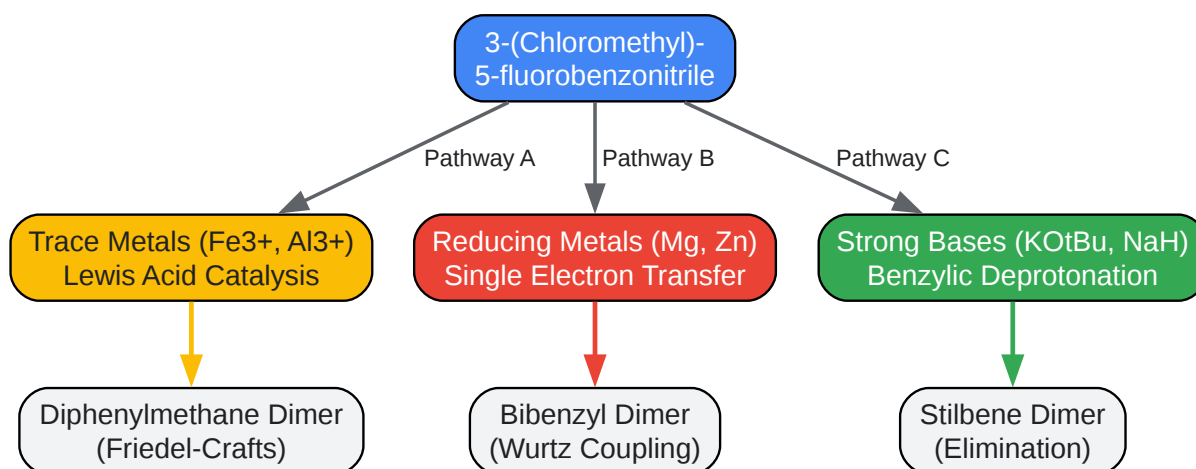 3-(Chloromethyl)-
5-fluorobenzonitrile
Pathway A
Pathway B
Pathway C
Trace Metals (Fe3+, Al3+)
Lewis Acid Catalysis
Reducing Metals (Mg, Zn)
Single Electron Transfer
Strong Bases (KOtBu, NaH)
Benzylic Deprotonation
Diphenylmethane Dimer
(Friedel-Crafts)
Bibenzyl Dimer
(Wurtz Coupling)
Stilbene Dimer
(Elimination)